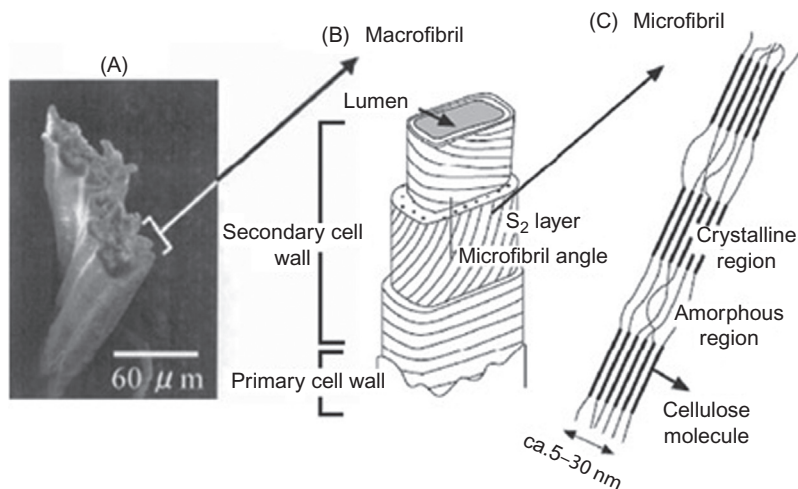 (A)
60 μm
(B) Macrofibril
Lumen
Secondary cell
wall
S₂ layer
Microfibril angle
Primary cell wall
(C) Microfibril
Crystalline
region
Amorphous
region
Cellulose
molecule
ca.5–30 nm